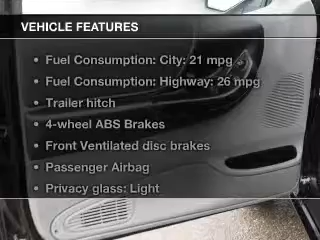 VEHICLE FEATURES
• Fuel Consumption: City: 21 mpg
• Fuel Consumption: Highway: 26 mpg
• Trailer hitch
• 4-wheel ABS Brakes
• Front Ventilated disc brakes
• Passenger Airbag
• Privacy glass: Light